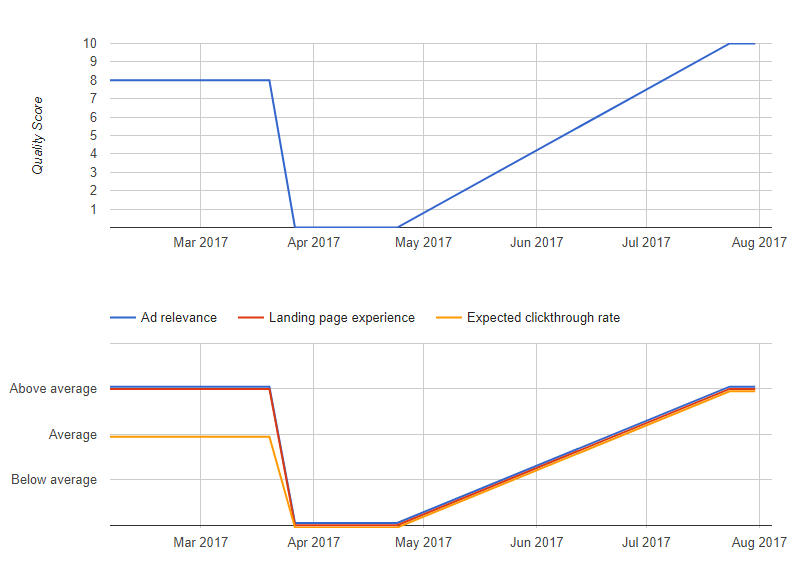 10
9
8
7
6
5
4
3
2
1
Quality Score
Mar 2017 Apr 2017 May 2017 Jun 2017 Jul 2017 Aug 2017
Ad relevance Landing page experience Expected clickthrough rate
Above average
Average
Below average
Mar 2017 Apr 2017 May 2017 Jun 2017 Jul 2017 Aug 2017